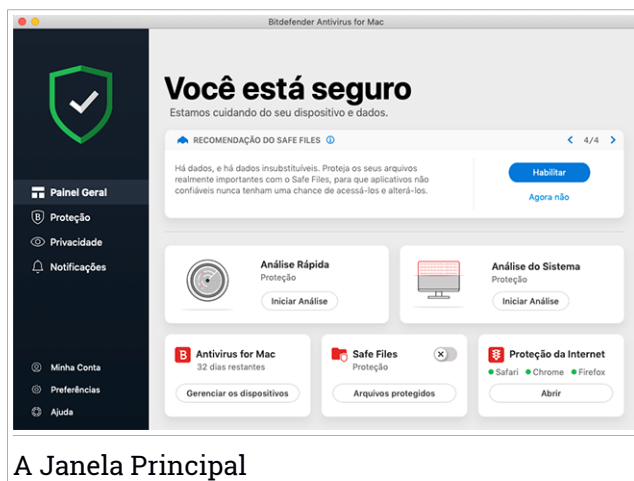 Bitdefender Antivirus for Mac
Você está seguro
Estamos cuidando do seu dispositivo e dados.
RECOMENDAÇÃO DO SAFE FILES
4/4
Há dados, e há dados insubstituíveis. Proteja os seus arquivos
realmente importantes com o Safe Files, para que aplicativos não
confiáveis nunca tenham uma chance de acessá-los e alterá-los.
Habilitar
Agora não
Painel Geral
Proteção
Privacidade
Notificações
Minha Conta
Preferências
Ajuda
Análise Rápida
Proteção
Iniciar Análise
Análise do Sistema
Proteção
Iniciar Análise
B Antivirus for Mac
32 dias restantes
Gerenciar os dispositivos
Safe Files
Proteção
Arquivos protegidos
Proteção da Internet
Safari Chrome Firefox
Abrir
A Janela Principal